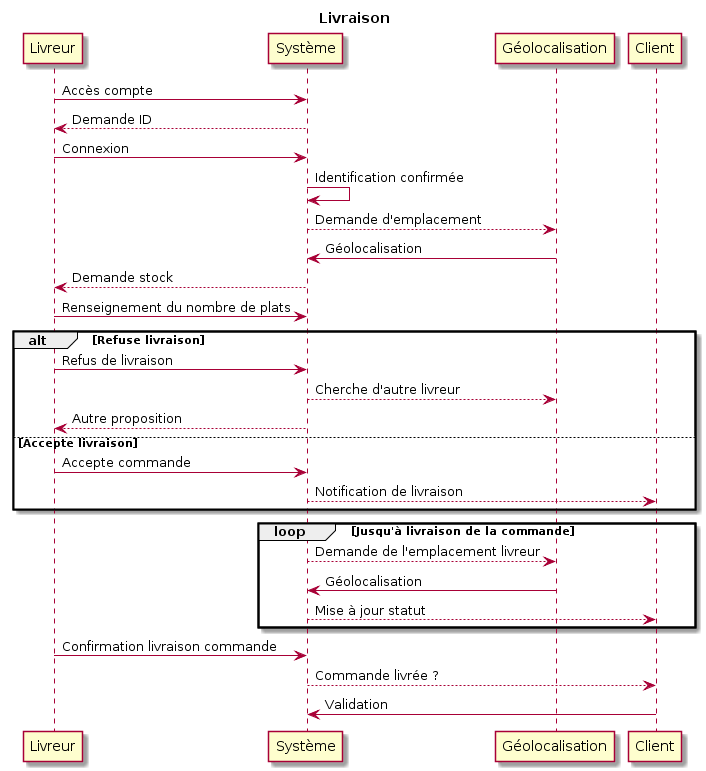 Livraison
Livreur Système Géolocalisation Client
Accès compte
Demande ID
Connexion
Identification confirmée
Demande d'emplacement
Géolocalisation
Demande stock
Renseignement du nombre de plats
alt [Refuse livraison]
Refus de livraison
Cherche d'autre livreur
Autre proposition
[Accepte livraison]
Accepte commande
Notification de livraison
loop [Jusqu'à livraison de la commande]
Demande de l'emplacement livreur
Géolocalisation
Mise à jour statut
Confirmation livraison commande
Commande livrée ?
Validation
Livreur Système Géolocalisation Client